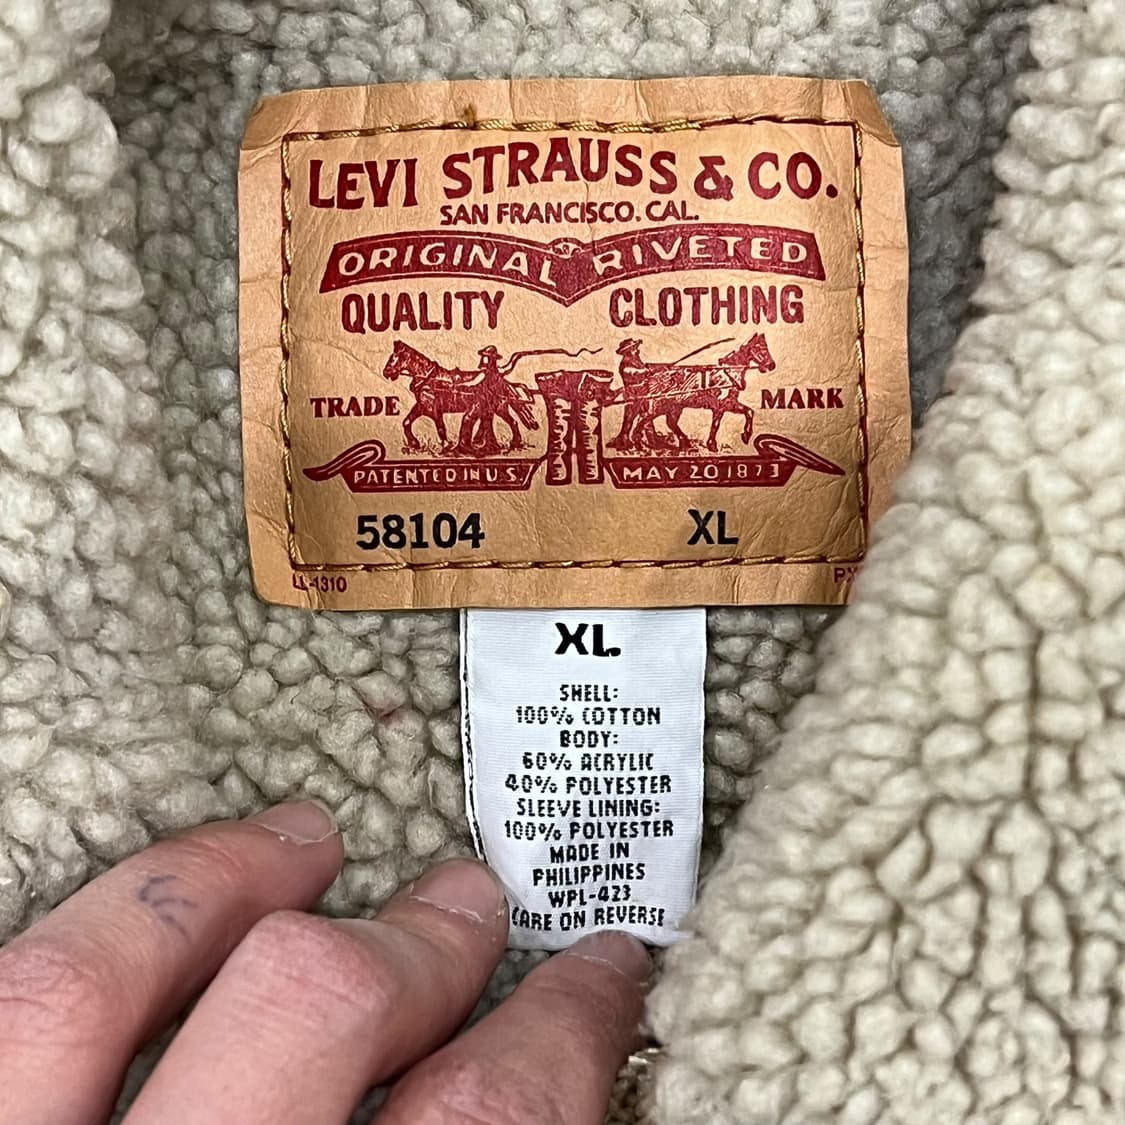 LEVI STRAUSS & CO.
SAN FRANCISCO. CAL.
ORIGINAL RIVETED
QUALITY CLOTHING
TRADE MARK
PATENTED IN U.S. MAY 20 1873
58104 XL
LL-1310
XL
SHELL:
100% COTTON
BODY:
60% ACRYLIC
40% POLYESTER
SLEEVE LINING:
100% POLYESTER
MADE IN
PHILIPPINES
WPL-423
CARE ON REVERSE